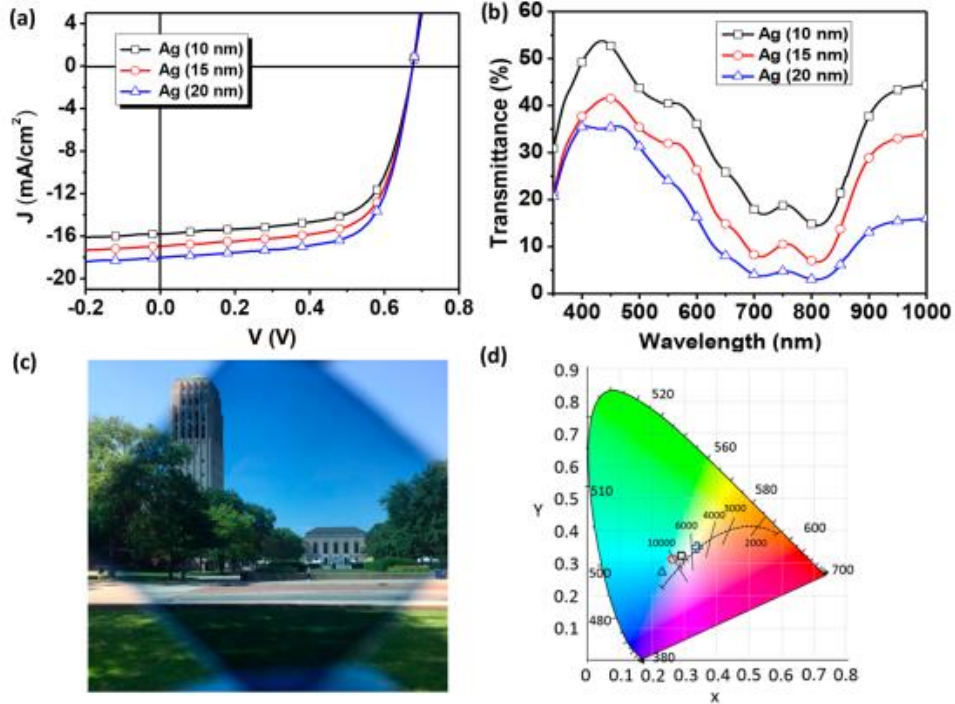 (a)
4
0
-4
-8
-12
-16
-20
J (mA/cm²)
Ag (10 nm)
Ag (15 nm)
Ag (20 nm)
-0.2 0.0 0.2 0.4 0.6 0.8
V (V)
(b)
60
50
40
30
20
10
0
Transmittance (%)
Ag (10 nm)
Ag (15 nm)
Ag (20 nm)
400 500 600 700 800 900 1000
Wavelength (nm)
(c)
(d)
0.9
0.8
0.7
0.6
0.5
0.4
0.3
0.2
0.1
Y
520
560
580
600
700
510
500
480
380
10000
6000
4000
3000
2000
0 0.1 0.2 0.3 0.4 0.5 0.6 0.7 0.8
x